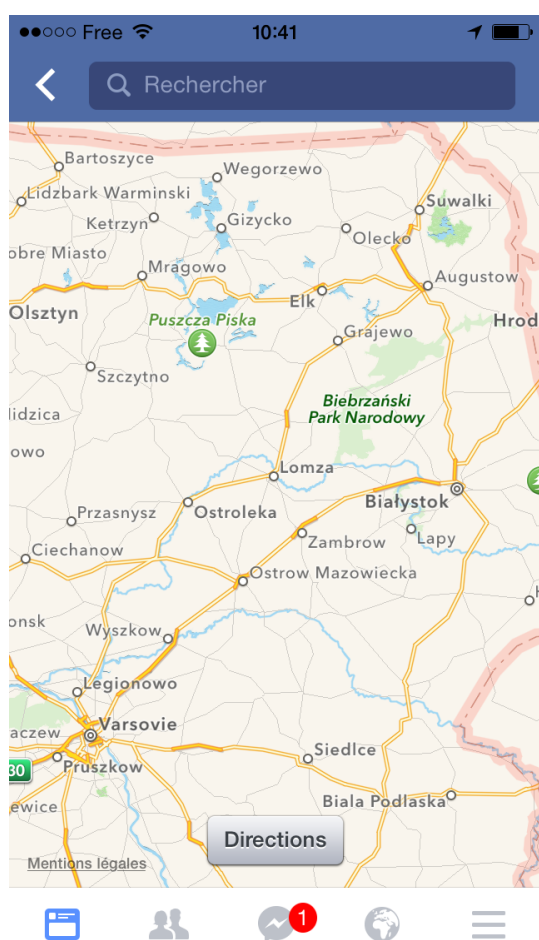 Free 10:41
Rechercher
Bartoszyce
Wegorzewo
Lidzbark Warminski
Suwalki
Ketrzyn
Gizycko
Olecko
obre Miasto
Mragowo
Augustow
Elk
Olsztyn
Puszcza Piska
Hrod
Grajewo
Szczytno
Biebrzański
Park Narodowy
lidzica
owo
Lomza
Białystok
Przasnysz
Ostroleka
Zambrow
Lapy
Ciechanow
Ostrow Mazowiecka
H
onsk
Wyszkow
Legionowo
Varsovie
aczew
Siedlce
30
Pruszkow
Biala Podlaska
ewice
Directions
Mentions légales
1